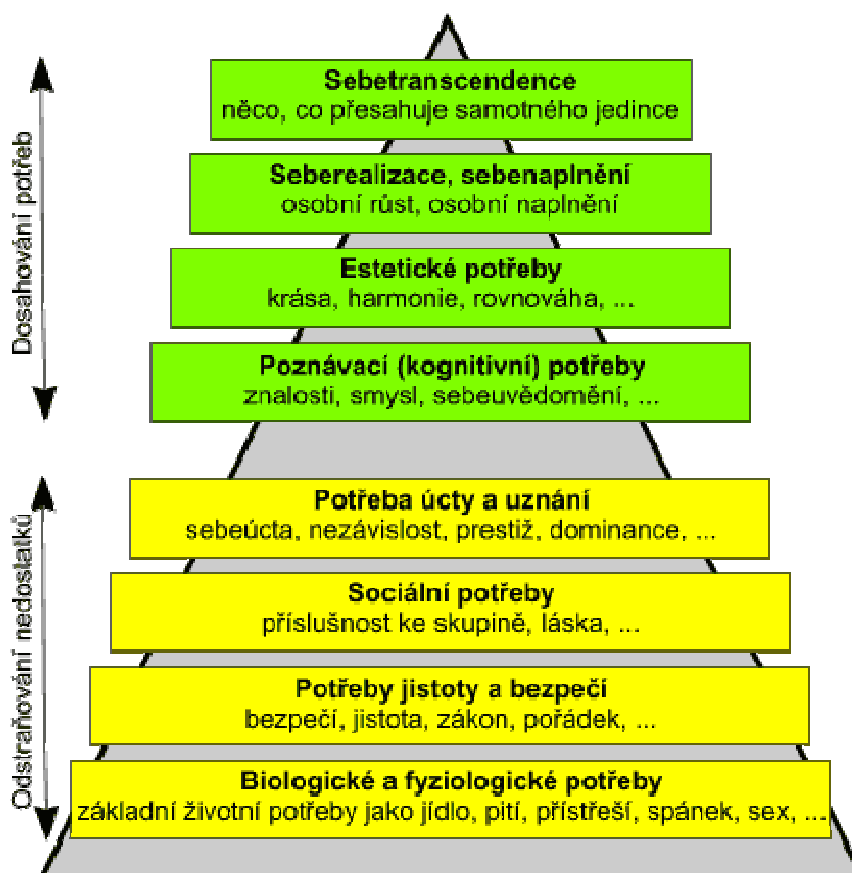 Dosahování potřeb
Sebetranscendence
něco, co přesahuje samotného jedince
Seberealizace, sebenaplnění
osobní růst, osobní naplnění
Estetické potřeby
krása, harmonie, rovnováha, ...
Poznávací (kognitivní) potřeby
znalosti, smysl, sebeuvědomění, ...
Odstraňování nedostatků
Potřeba úcty a uznání
sebeúcta, nezávislost, prestiž, dominance, ...
Sociální potřeby
příslušnost ke skupině, láska, ...
Potřeby jistoty a bezpečí
bezpečí, jistota, zákon, pořádek, ...
Biologické a fyziologické potřeby
základní životní potřeby jako jídlo, pití, přístřeší, spánek, sex, ...